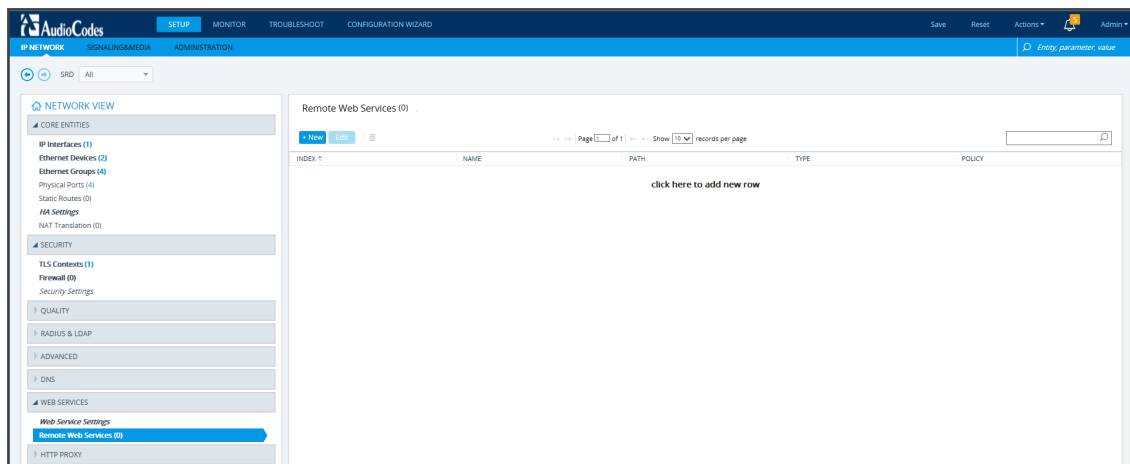 AudioCodes SETUP MONITOR TROUBLESHOOT CONFIGURATION WIZARD Save Reset Actions 5 Admin
IP NETWORK SIGNALING&MEDIA ADMINISTRATION Entity, parameter, value
SRD All
NETWORK VIEW
CORE ENTITIES
IP Interfaces (1)
Ethernet Devices (2)
Ethernet Groups (4)
Physical Ports (4)
Static Routes (0)
HA Settings
NAT Translation (0)
SECURITY
TLS Contexts (1)
Firewall (0)
Security Settings
QUALITY
RADIUS & LDAP
ADVANCED
DNS
WEB SERVICES
Web Service Settings
Remote Web Services (0)
HTTP PROXY
Remote Web Services (0)
+ New Edit Page 1 of 1 Show 10 records per page
INDEX NAME PATH TYPE POLICY
click here to add new row